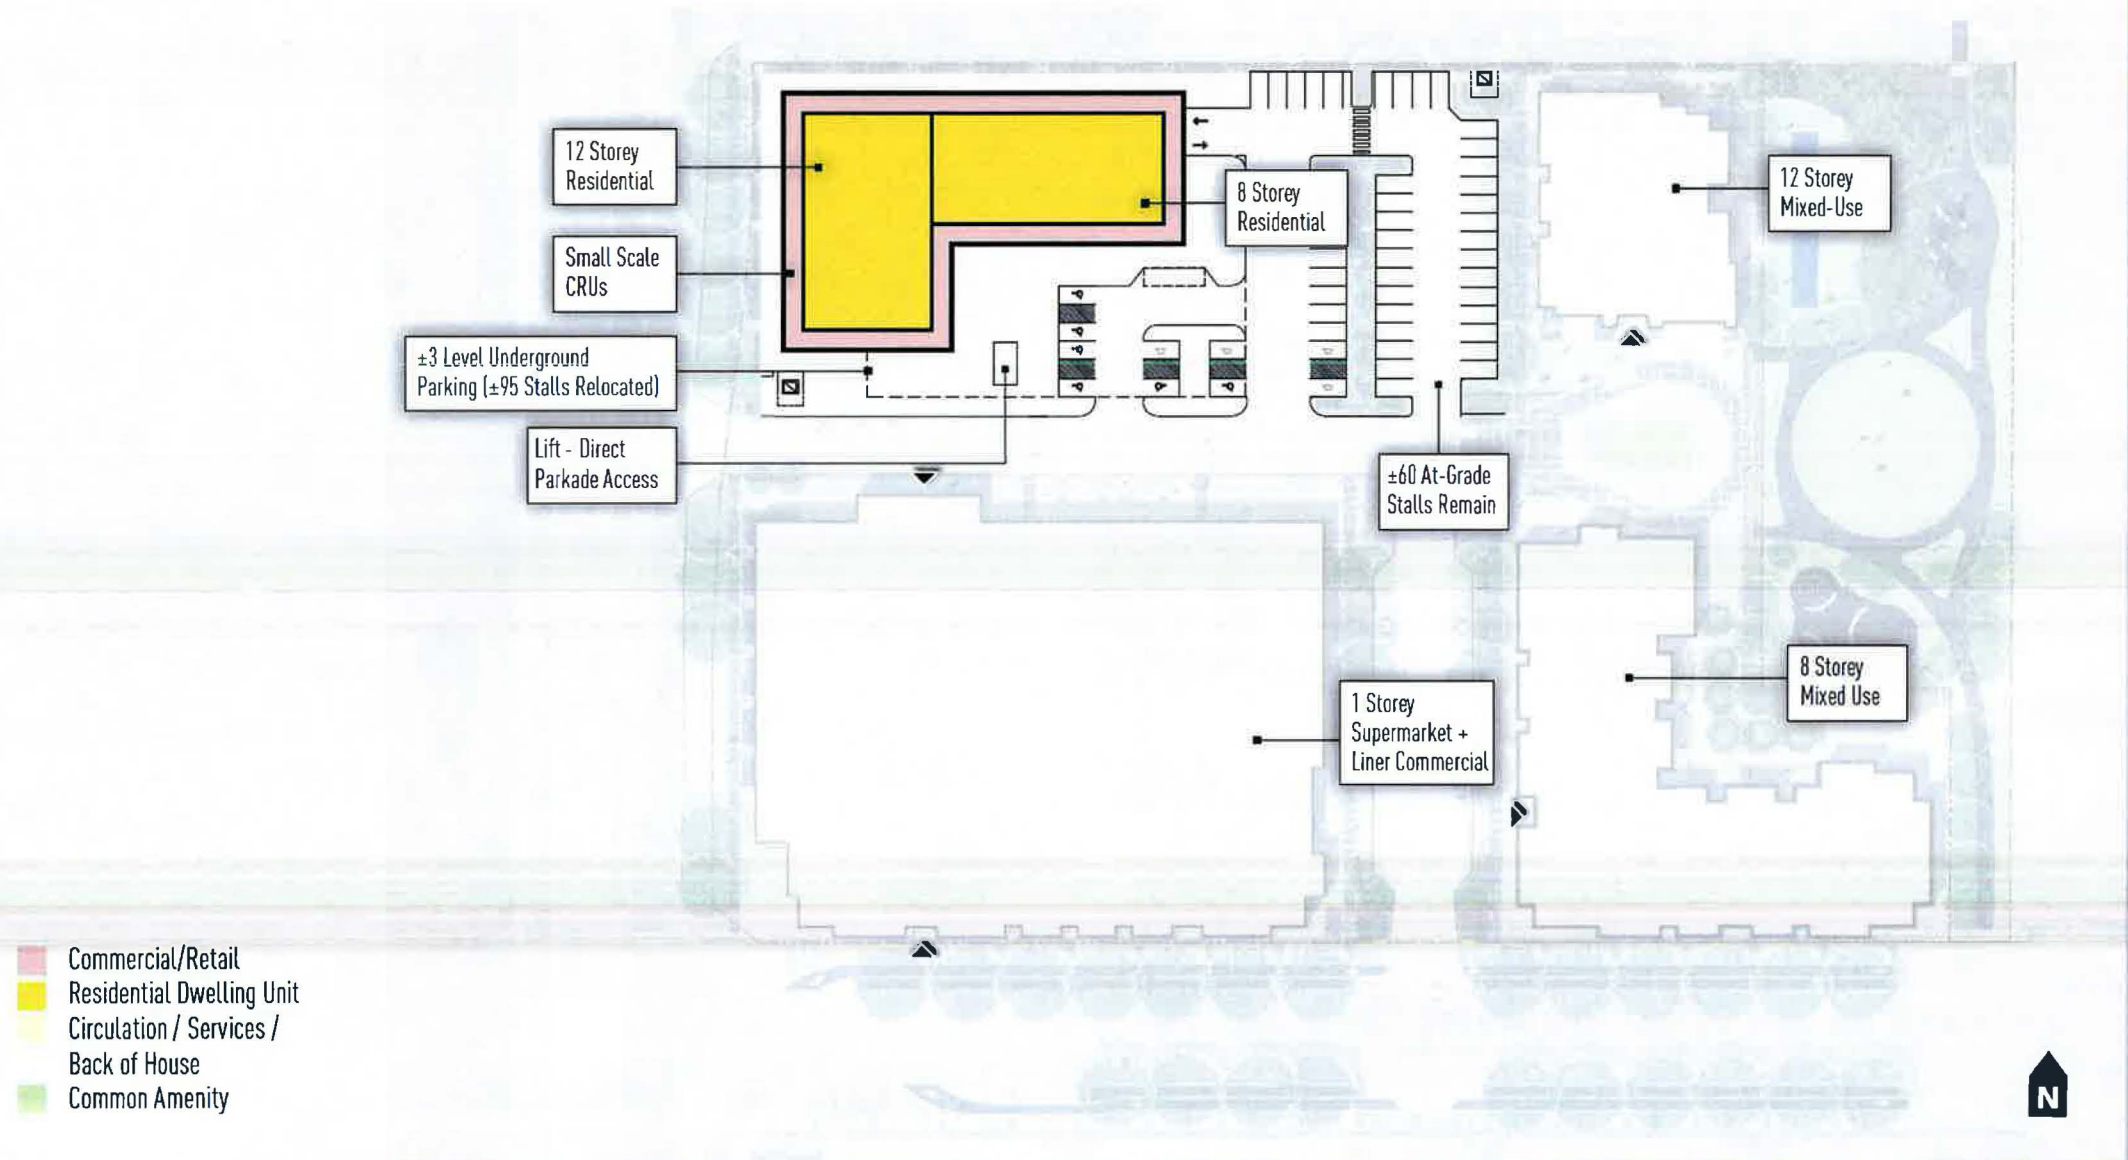 12 Storey
Residential
8 Storey
Residential
12 Storey
Mixed-Use
Small Scale
CRUs
±3 Level Underground
Parking (±95 Stalls Relocated)
Lift - Direct
Parkade Access
±60 At-Grade
Stalls Remain
1 Storey
Supermarket +
Liner Commercial
8 Storey
Mixed Use
Commercial/Retail
Residential Dwelling Unit
Circulation / Services /
Back of House
Common Amenity
N